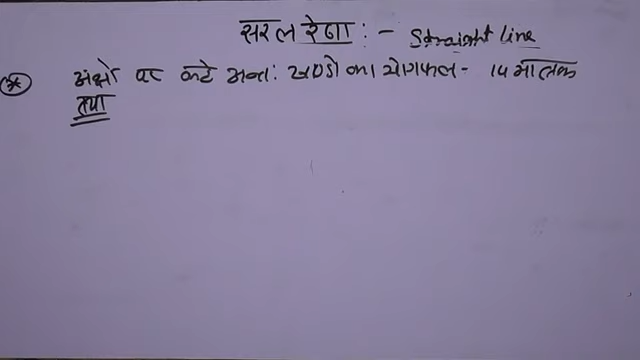 सरल रेखा :- Straight Line
* अक्षों पर कटे अन्त: खण्डो का योगफल - 14 मात्रक
तथा